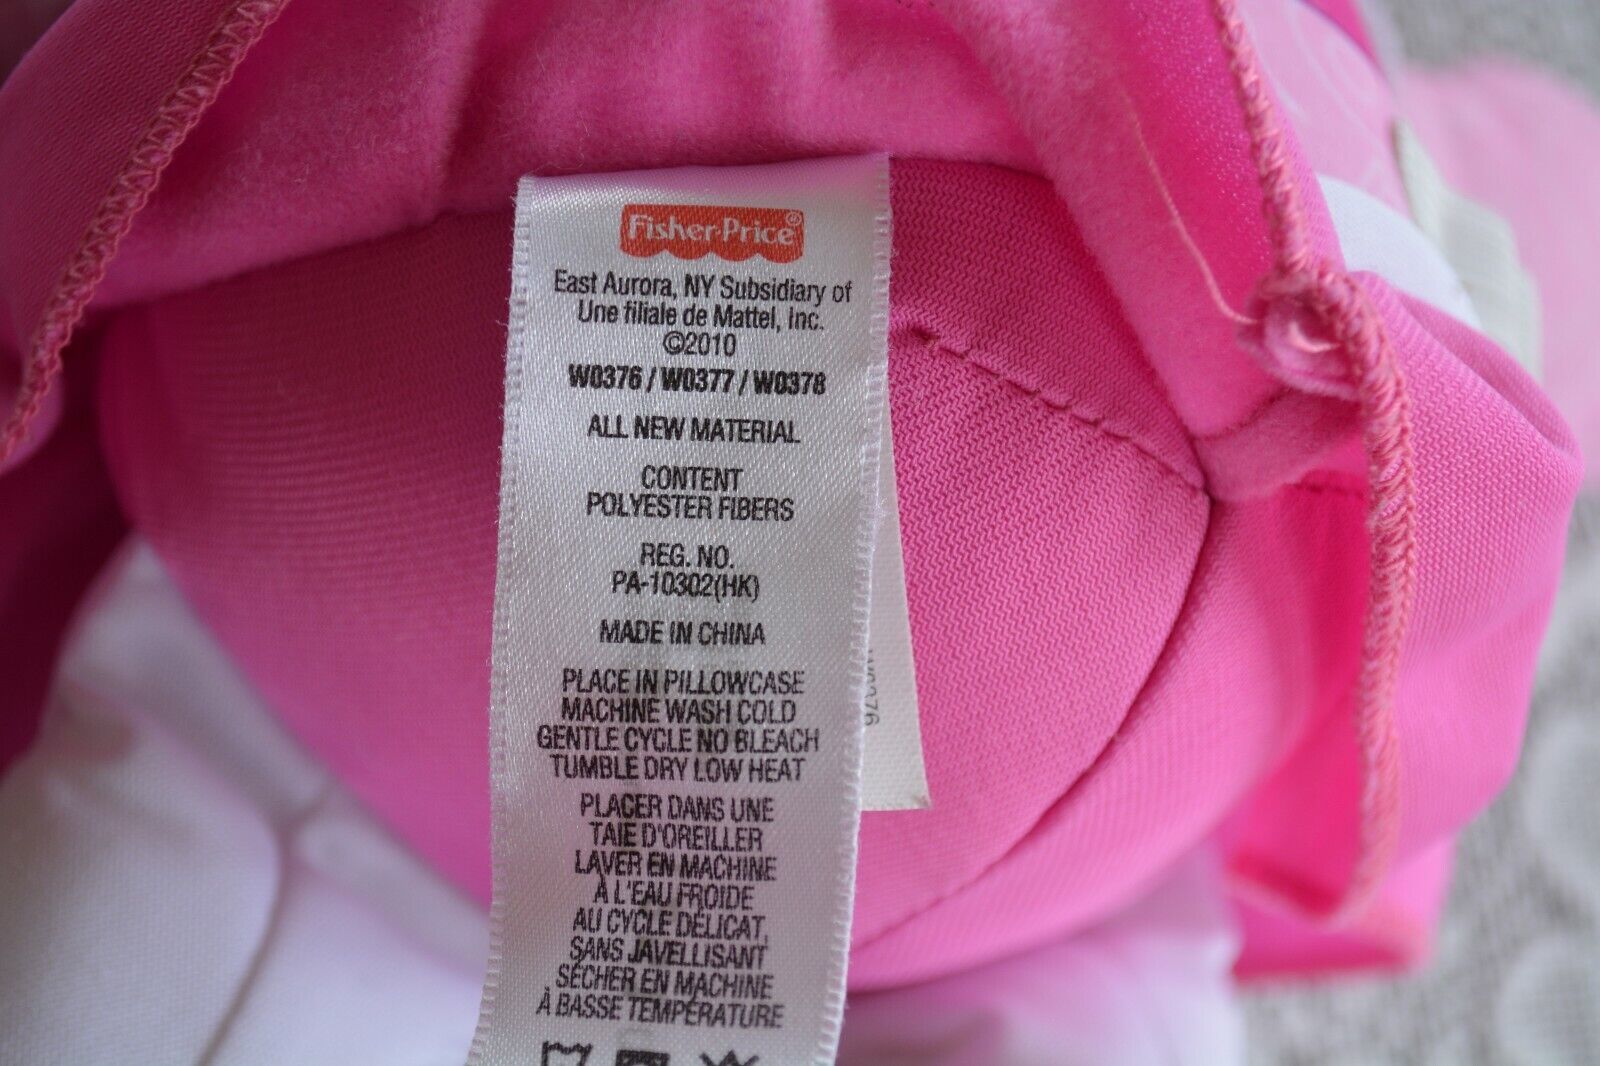 Fisher-Price®
East Aurora, NY Subsidiary of
Une filiale de Mattel, Inc.
©2010
W0376 / W0377 / W0378
ALL NEW MATERIAL
CONTENT
POLYESTER FIBERS
REG. NO.
PA-10302(HK)
MADE IN CHINA
PLACE IN PILLOWCASE
MACHINE WASH COLD
GENTLE CYCLE NO BLEACH
TUMBLE DRY LOW HEAT
PLACER DANS UNE
TAIE D'OREILLER
LAVER EN MACHINE
À L'EAU FROIDE
AU CYCLE DÉLICAT,
SANS JAVELLISANT
SÉCHER EN MACHINE
À BASSE TEMPÉRATURE